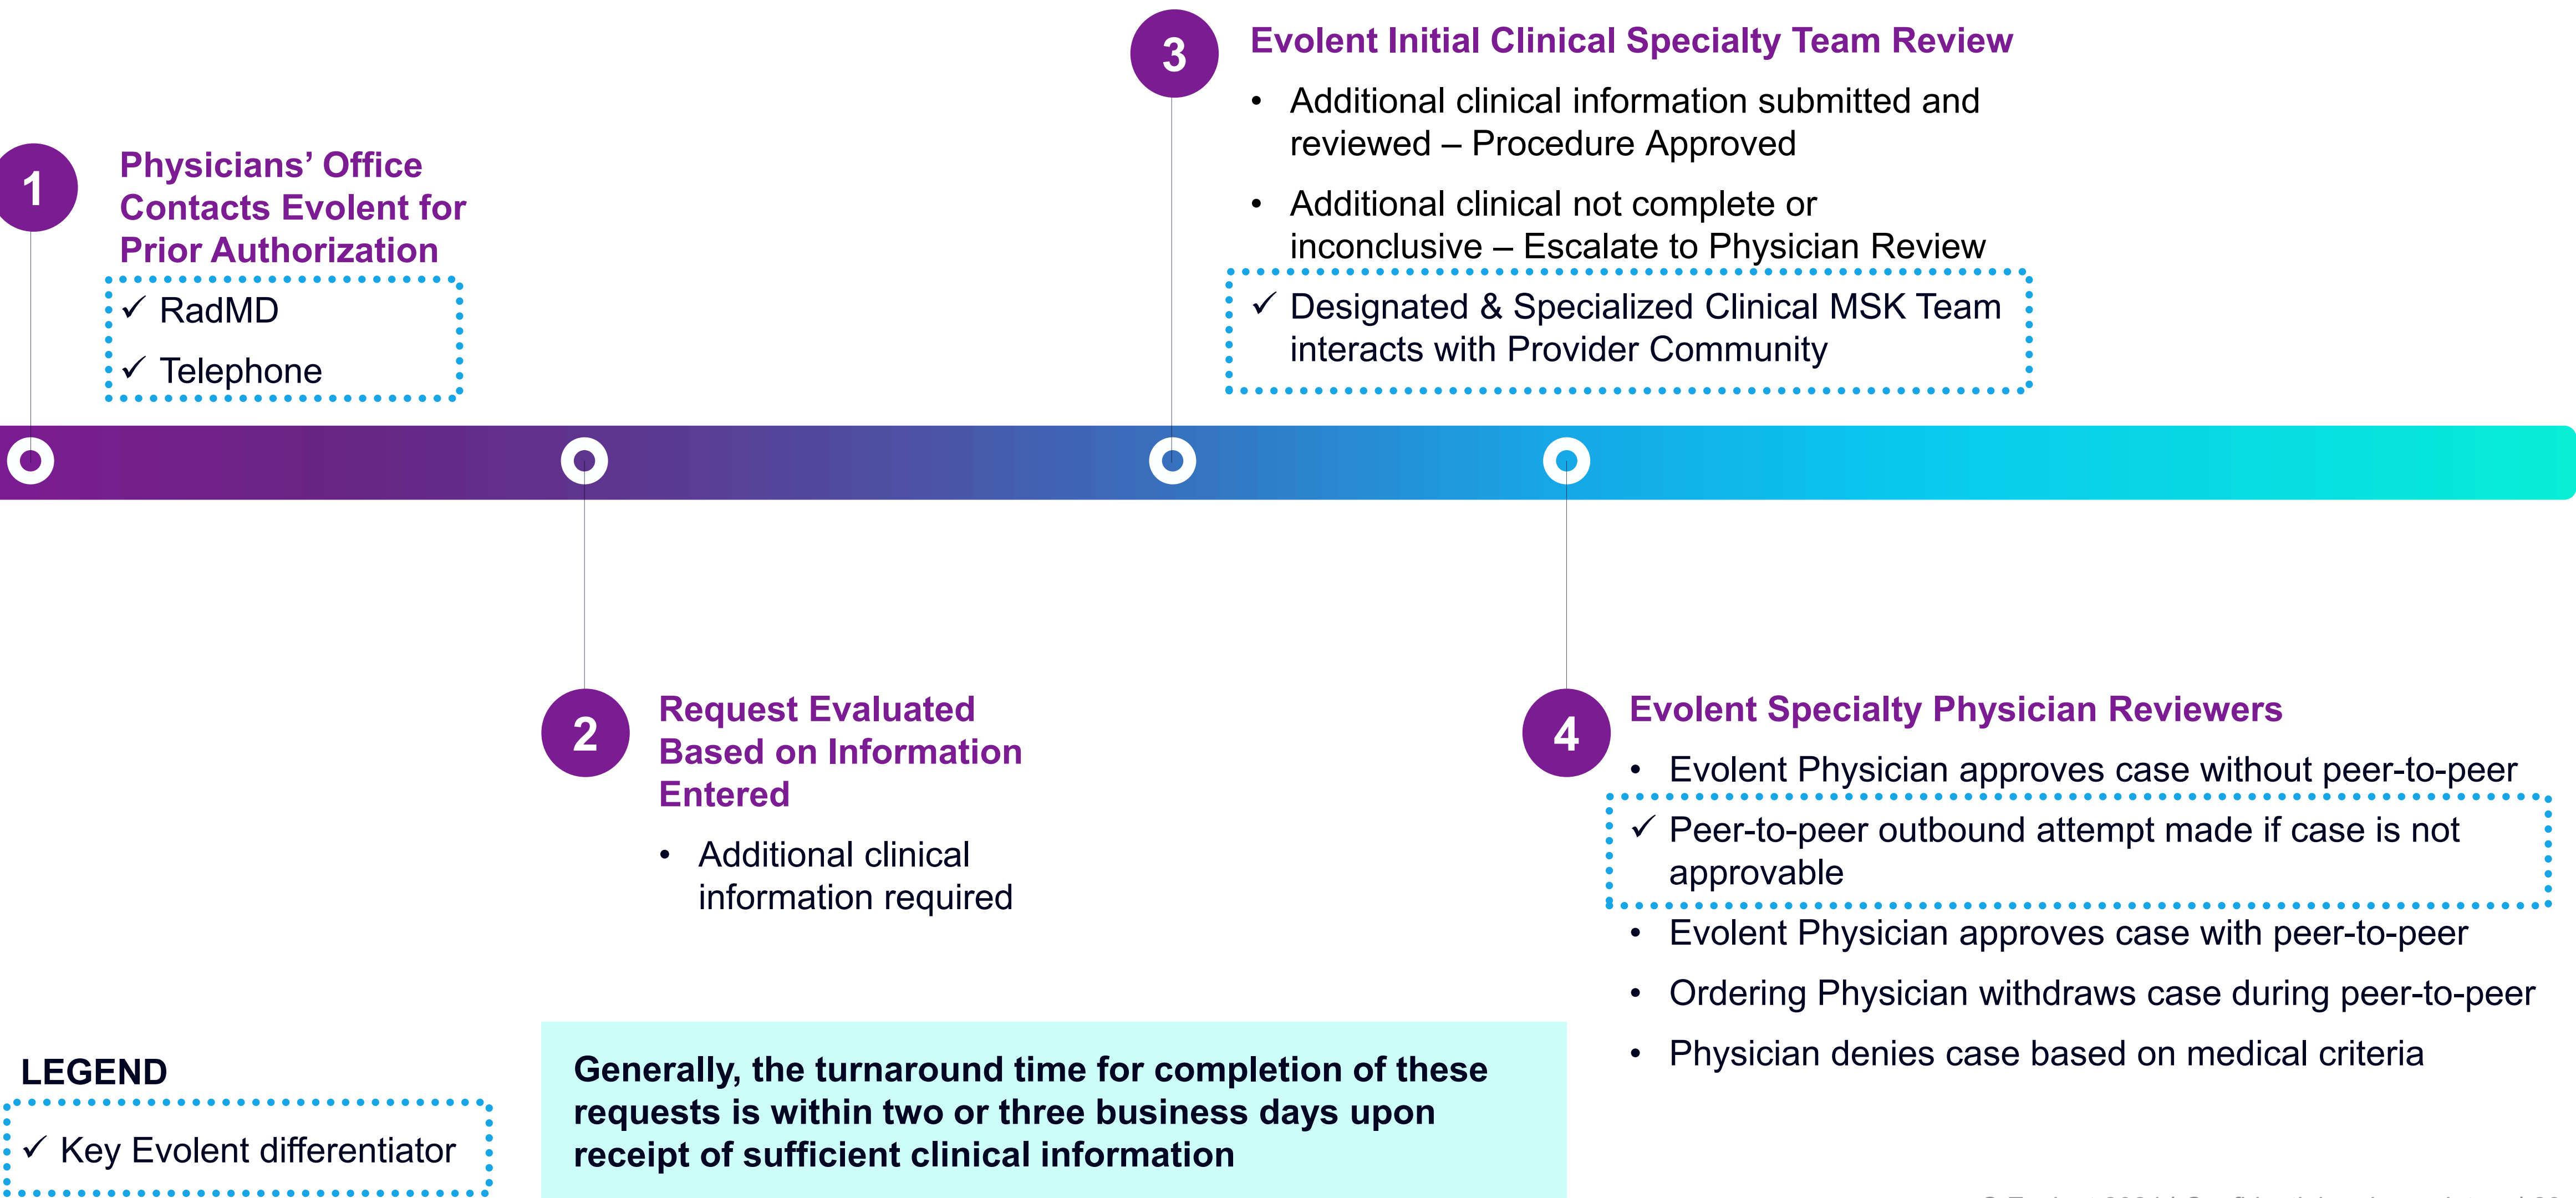 1
Physicians’ Office
Contacts Evolent for
Prior Authorization
✓ RadMD
✓ Telephone
2
Request Evaluated
Based on Information
Entered
• Additional clinical
information required
3
Evolent Initial Clinical Specialty Team Review
• Additional clinical information submitted and
reviewed – Procedure Approved
• Additional clinical not complete or
inconclusive – Escalate to Physician Review
✓ Designated & Specialized Clinical MSK Team
interacts with Provider Community
4
Evolent Specialty Physician Reviewers
• Evolent Physician approves case without peer-to-peer
✓ Peer-to-peer outbound attempt made if case is not
approvable
• Evolent Physician approves case with peer-to-peer
• Ordering Physician withdraws case during peer-to-peer
• Physician denies case based on medical criteria
LEGEND
✓ Key Evolent differentiator
Generally, the turnaround time for completion of these
requests is within two or three business days upon
receipt of sufficient clinical information